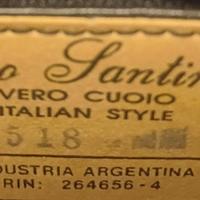 o Santin
VERO CUOIO
ITALIAN STYLE
518
DUSTRIA ARGENTINA
RIN: 264656-4